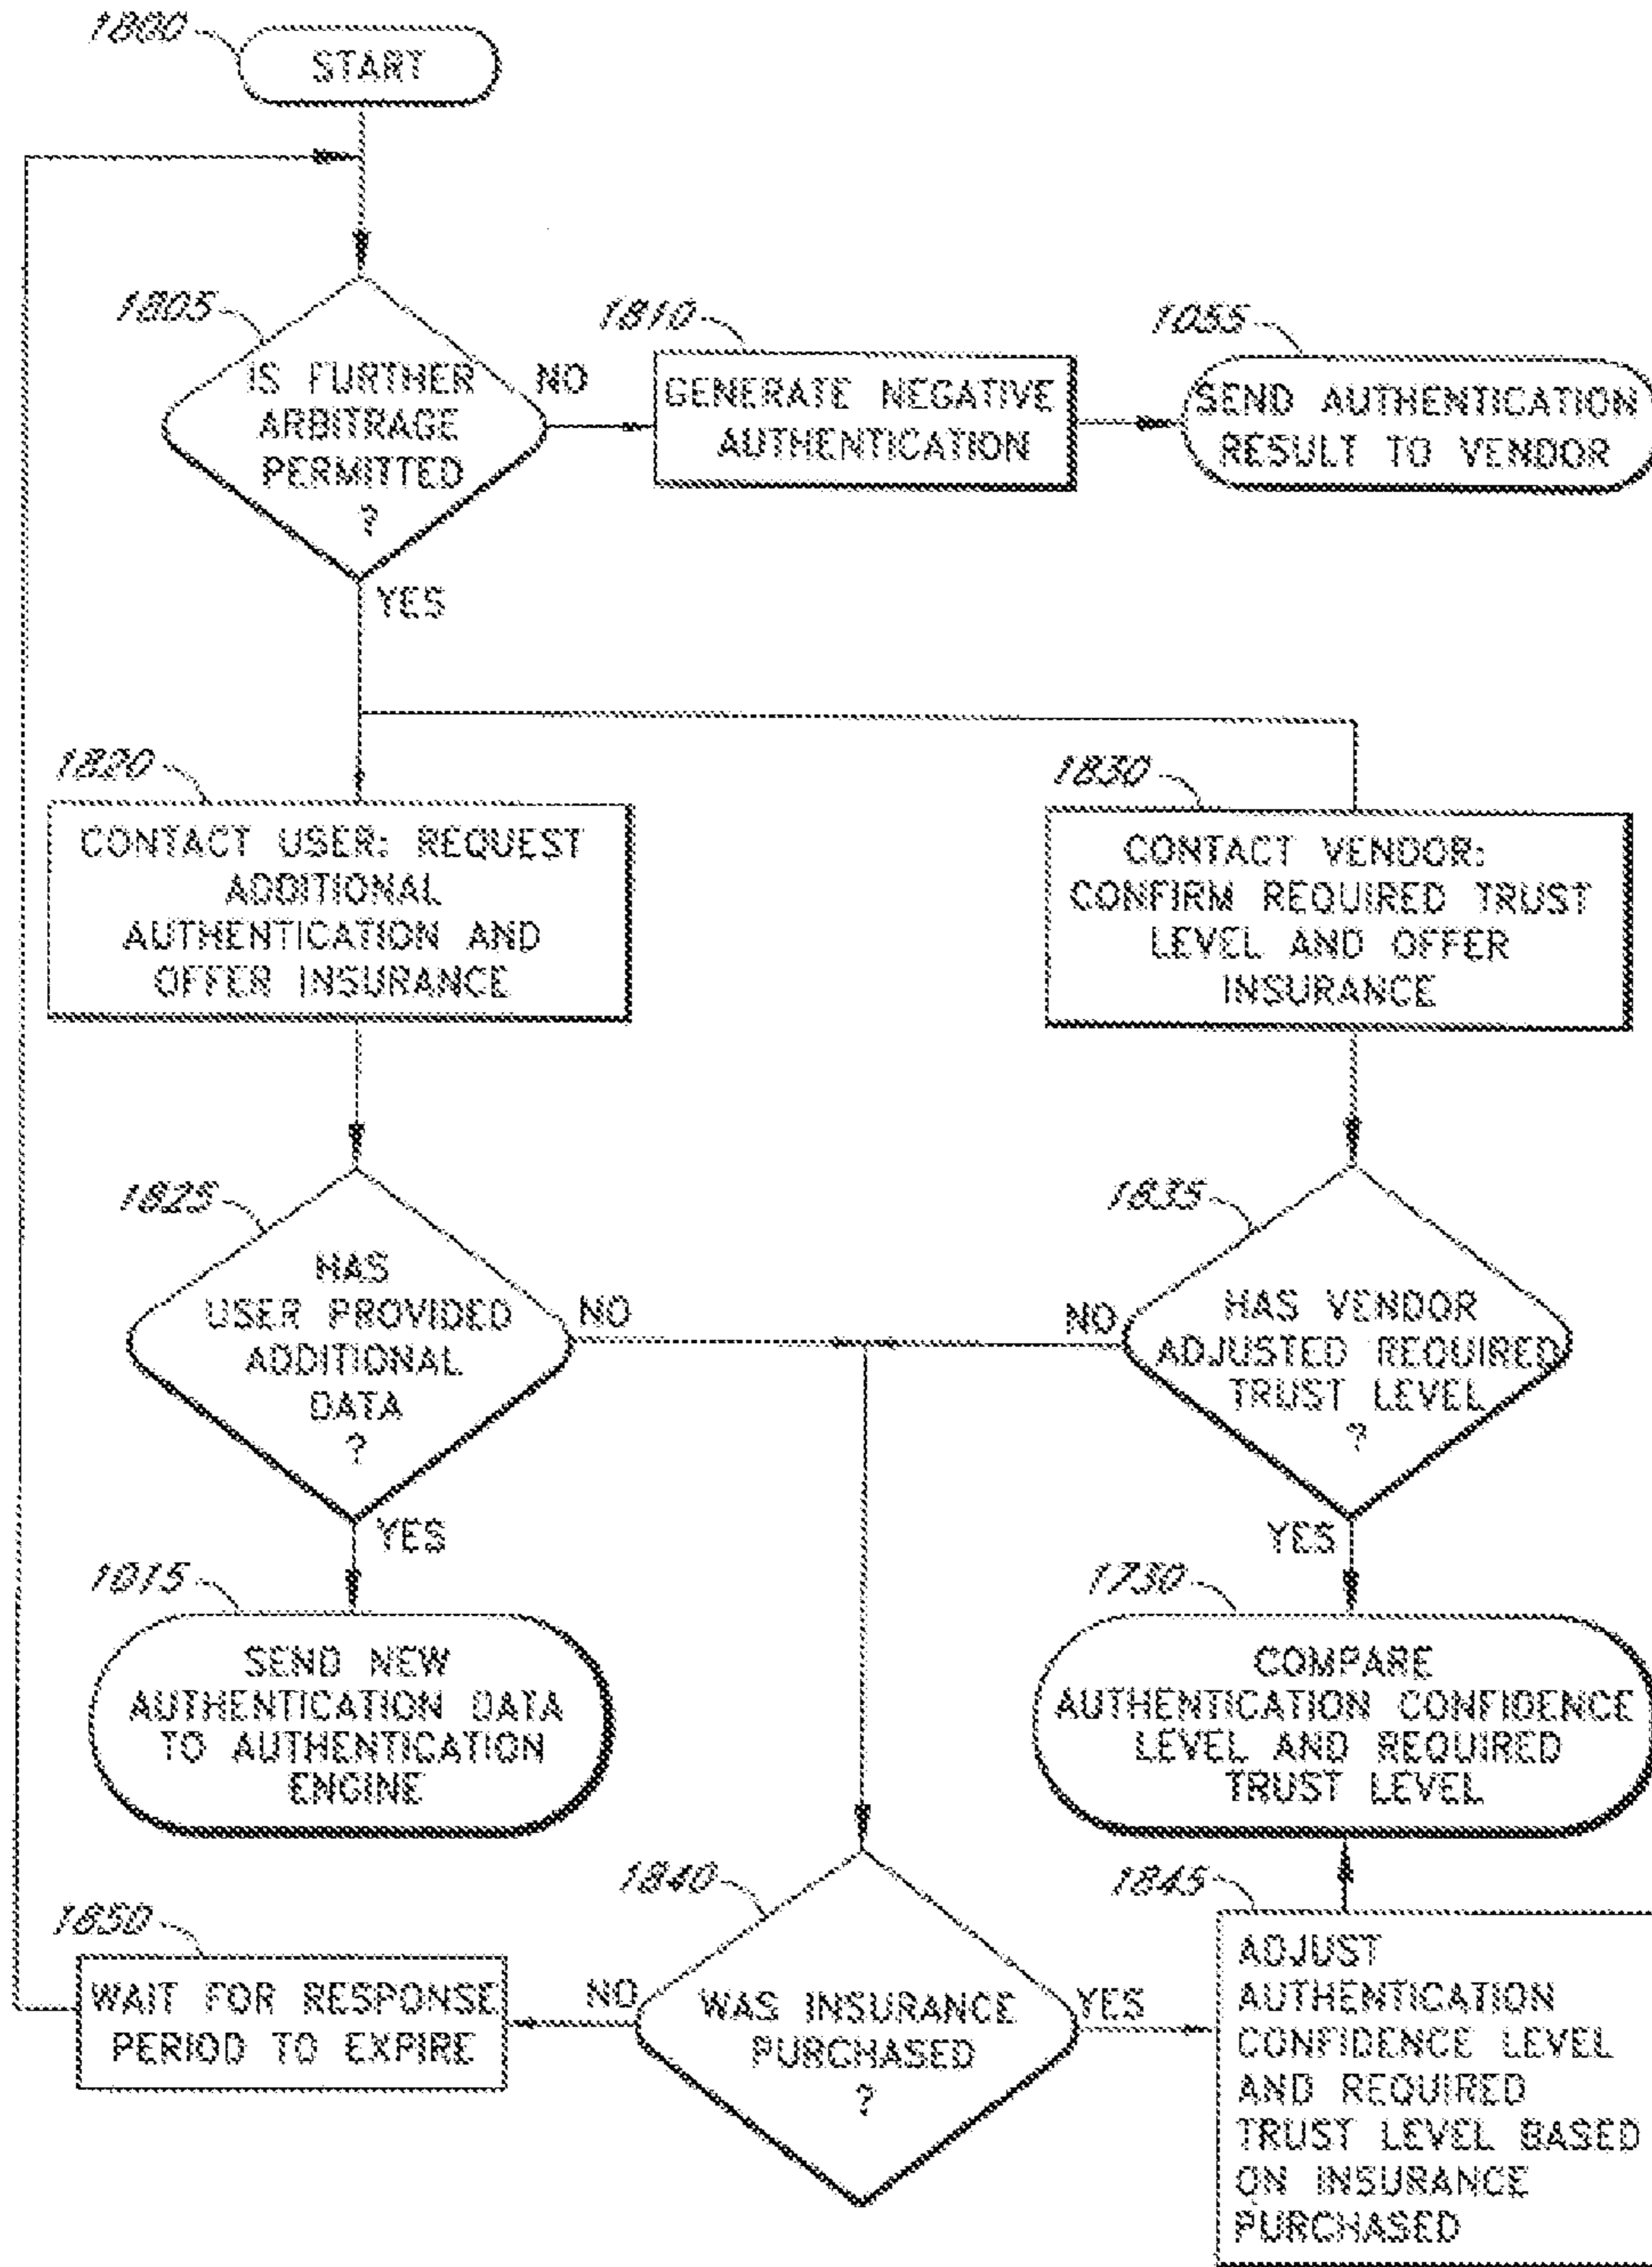 1800
START
1805
IS FURTHER
ARBITRAGE
PERMITTED
?
NO
YES
1810
GENERATE NEGATIVE
AUTHENTICATION
1055
SEND AUTHENTICATION
RESULT TO VENDOR
1820
CONTACT USER: REQUEST
ADDITIONAL
AUTHENTICATION AND
OFFER INSURANCE
1830
CONTACT VENDOR:
CONFIRM REQUIRED TRUST
LEVEL AND OFFER
INSURANCE
1825
HAS
USER PROVIDED
ADDITIONAL
DATA
?
NO
YES
1835
HAS VENDOR
ADJUSTED REQUIRED
TRUST LEVEL
?
NO
YES
1015
SEND NEW
AUTHENTICATION DATA
TO AUTHENTICATION
ENGINE
1730
COMPARE
AUTHENTICATION CONFIDENCE
LEVEL AND REQUIRED
TRUST LEVEL
1840
WAS INSURANCE
PURCHASED
?
NO
YES
1850
WAIT FOR RESPONSE
PERIOD TO EXPIRE
1845
ADJUST
AUTHENTICATION
CONFIDENCE LEVEL
AND REQUIRED
TRUST LEVEL BASED
ON INSURANCE
PURCHASED